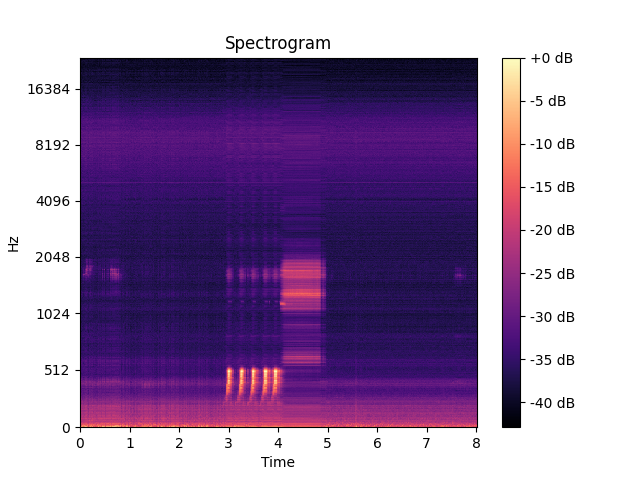 Spectrogram
16384
8192
4096
2048
1024
512
0
Hz
0 1 2 3 4 5 6 7 8
Time
+0 dB
-5 dB
-10 dB
-15 dB
-20 dB
-25 dB
-30 dB
-35 dB
-40 dB